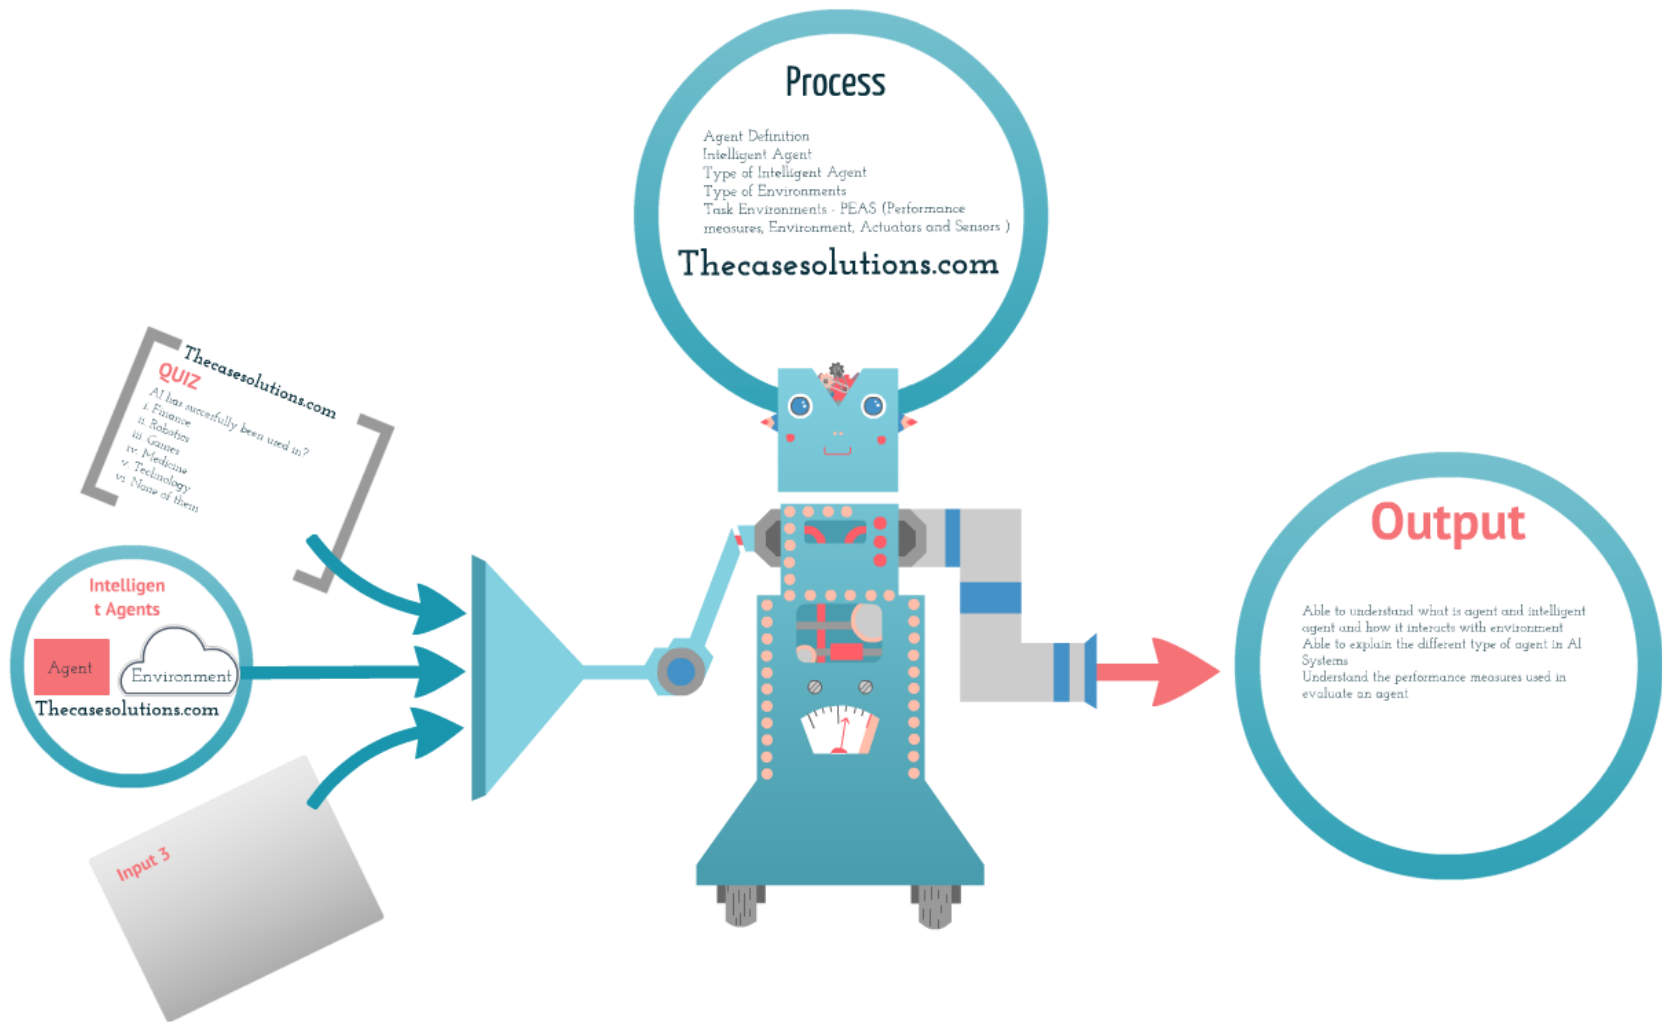 Process
Agent Definition
Intelligent Agent
Type of Intelligent Agent
Type of Environments
Task Environments - PEAS (Performance
measures, Environment, Actuators and Sensors )
Thecasesolutions.com
Thecasesolutions.com
QUIZ
AI has succesfully been used in?
i. Finance
ii. Robotics
iii. Games
iv. Medicine
v. Technology
vi. None of them
Intelligen
t Agents
Agent
Environment
Thecasesolutions.com
Input 3
Output
Able to understand what is agent and intelligent
agent and how it interacts with environment
Able to explain the different type of agent in AI
Systems
Understand the performance measures used in
evaluate an agent